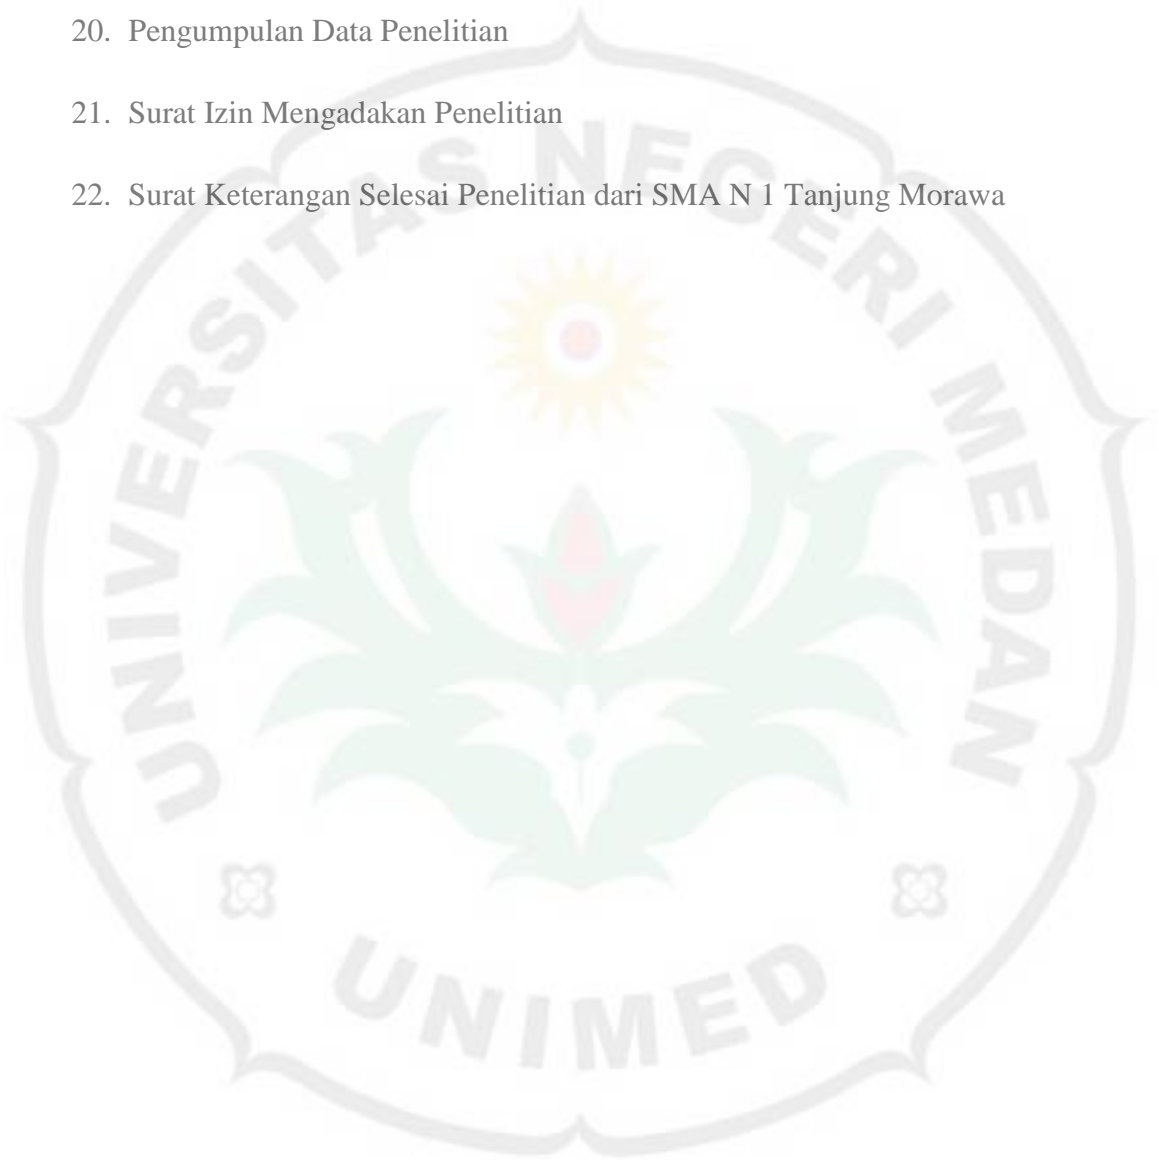 20. Pengumpulan Data Penelitian
21. Surat Izin Mengadakan Penelitian
22. Surat Keterangan Selesai Penelitian dari SMA N 1 Tanjung Morawa
UNIVERSITAS NEGERI MEDAN
UNIMED